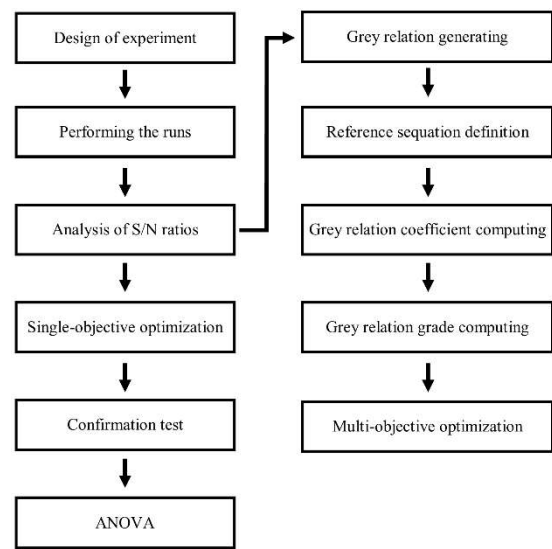 Design of experiment
Performing the runs
Analysis of S/N ratios
Single-objective optimization
Confirmation test
ANOVA
Grey relation generating
Reference sequation definition
Grey relation coefficient computing
Grey relation grade computing
Multi-objective optimization